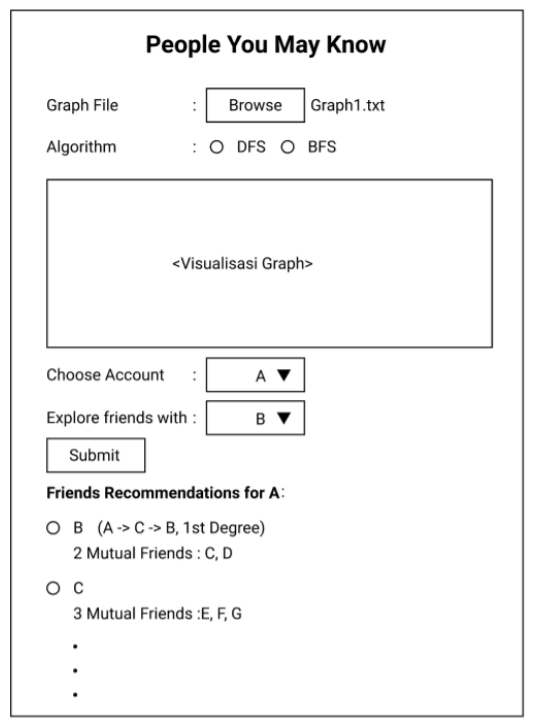 People You May Know
Graph File : Browse Graph1.txt
Algorithm : DFS BFS
<Visualisasi Graph>
Choose Account : A
Explore friends with : B
Submit
Friends Recommendations for A:
B (A -> C -> B, 1st Degree)
2 Mutual Friends : C, D
C
3 Mutual Friends :E, F, G